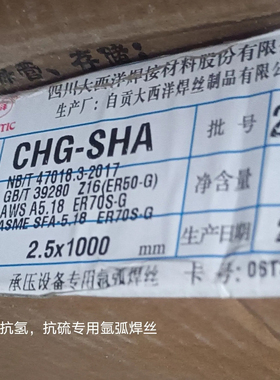 四川大西洋焊接材料股份有限
生产厂：自贡大西洋焊丝制品有限
TIC
CHG-SHA
批号
NB/T 47018.3-2017
GB/T 39280 Z16(ER50-G)
AWS A5.18 ER70S-G
ASME SFA-5.18 ER70S-G
净含量
2.5x1000 mm
生产日期
承压设备专用氩弧焊丝
卡号:06T
抗氢，抗硫专用氩弧焊丝